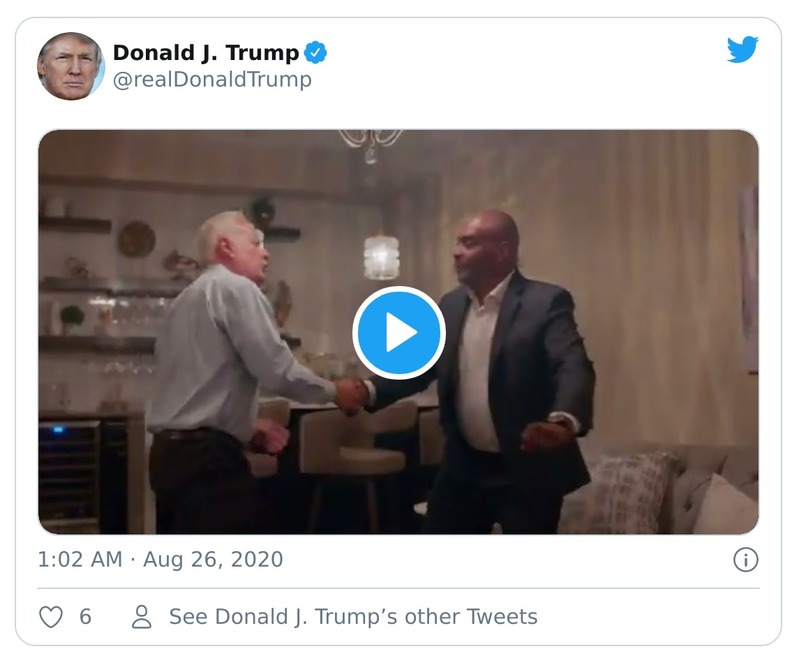 Donald J. Trump
@realDonaldTrump
1:02 AM · Aug 26, 2020
6
See Donald J. Trump’s other Tweets